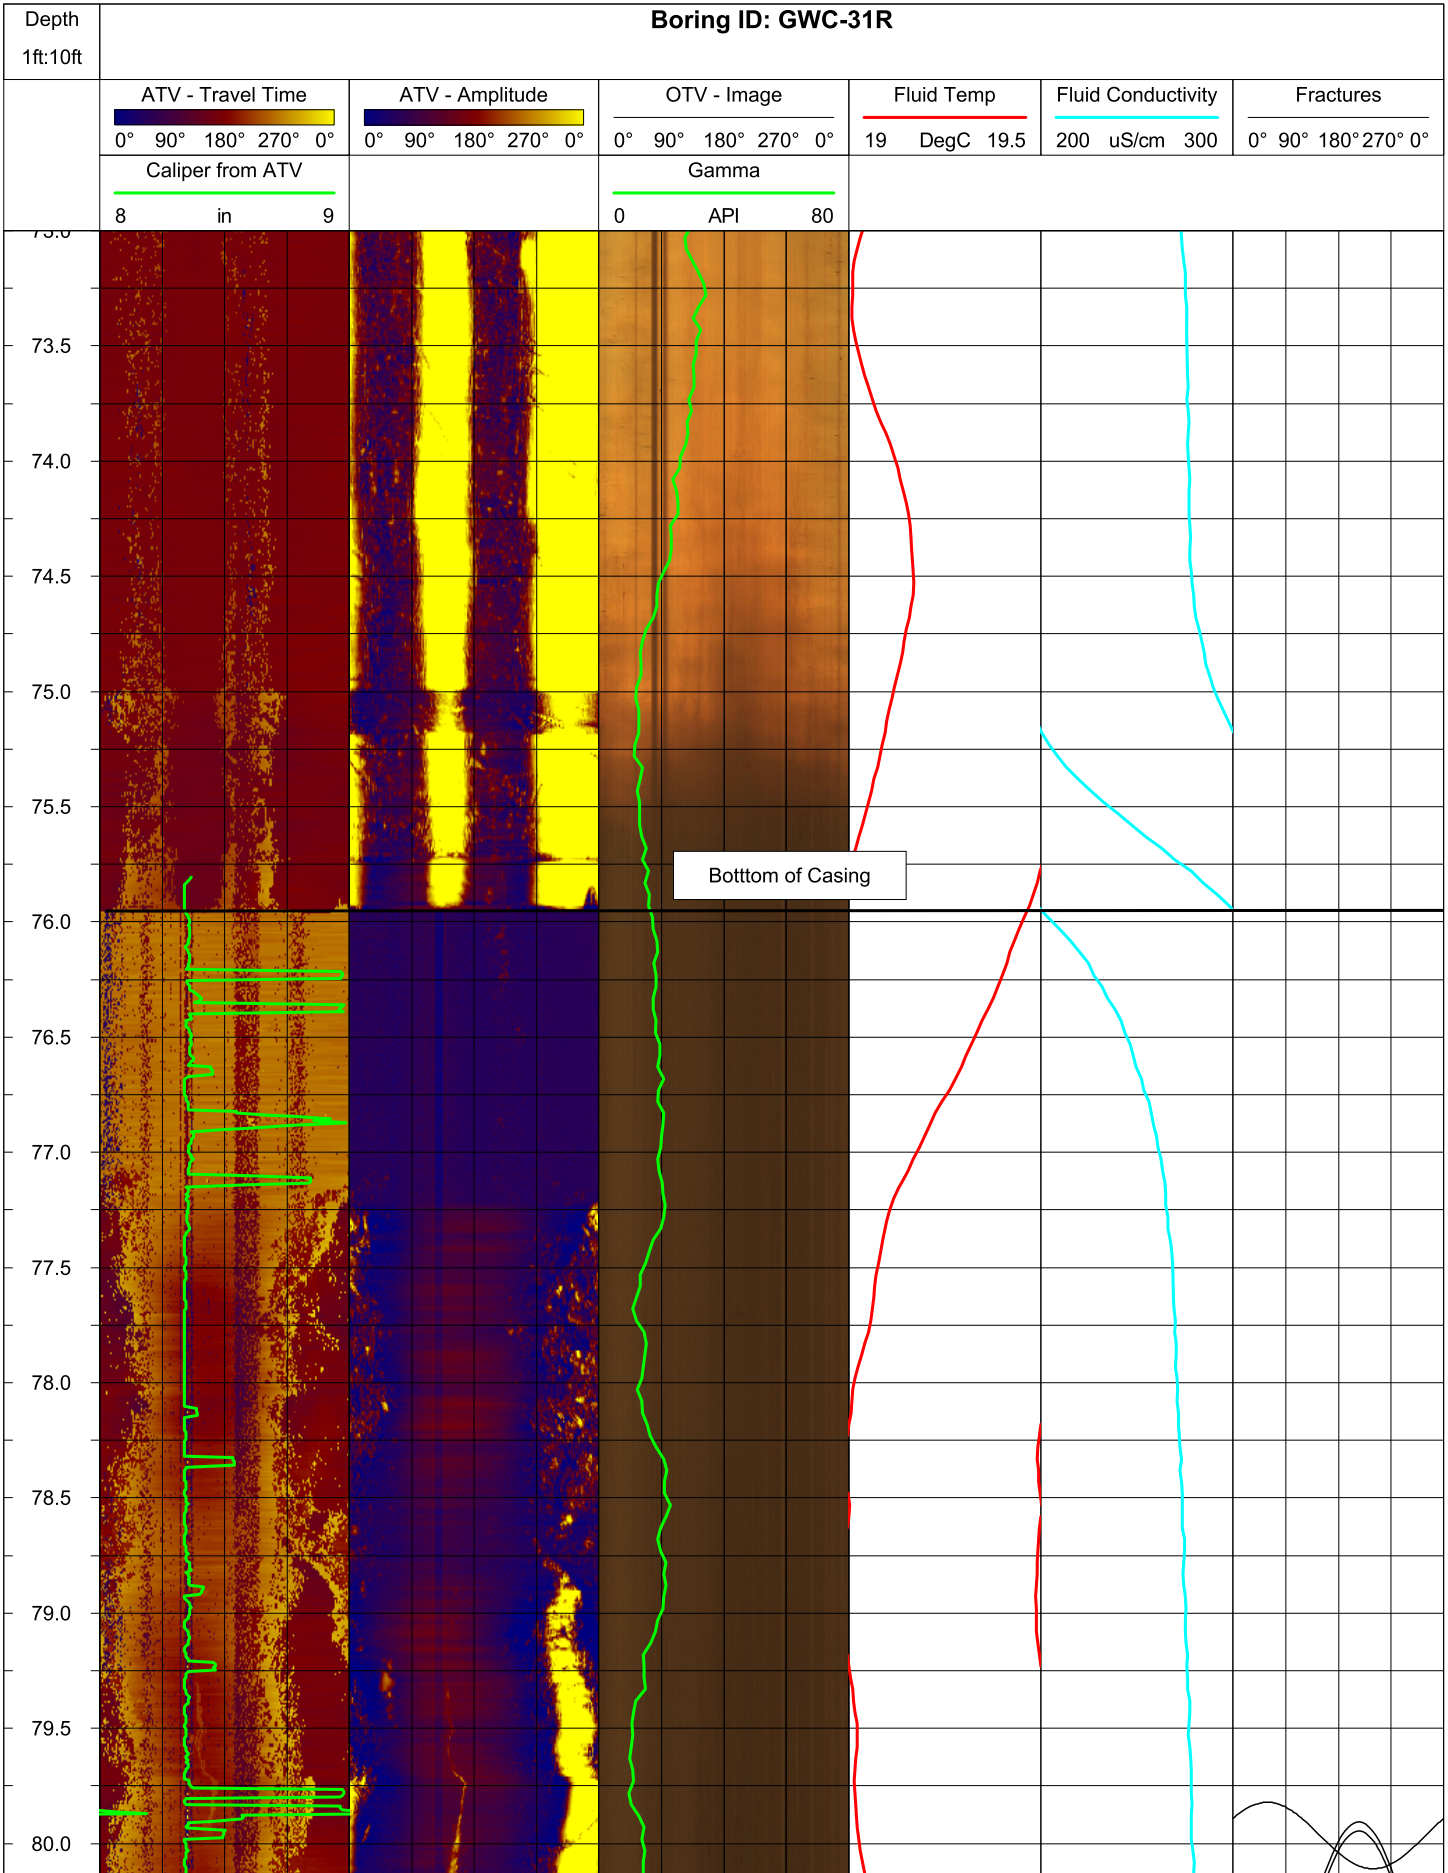 Depth
1ft:10ft
Boring ID: GWC-31R
ATV - Travel Time
0° 90° 180° 270° 0°
ATV - Amplitude
0° 90° 180° 270° 0°
OTV - Image
0° 90° 180° 270° 0°
Fluid Temp
19 DegC 19.5
Fluid Conductivity
200 uS/cm 300
Fractures
0° 90° 180° 270° 0°
Caliper from ATV
8 in 9
Gamma
0 API 80
73.0
73.5
74.0
74.5
75.0
75.5
Botttom of Casing
76.0
76.5
77.0
77.5
78.0
78.5
79.0
79.5
80.0